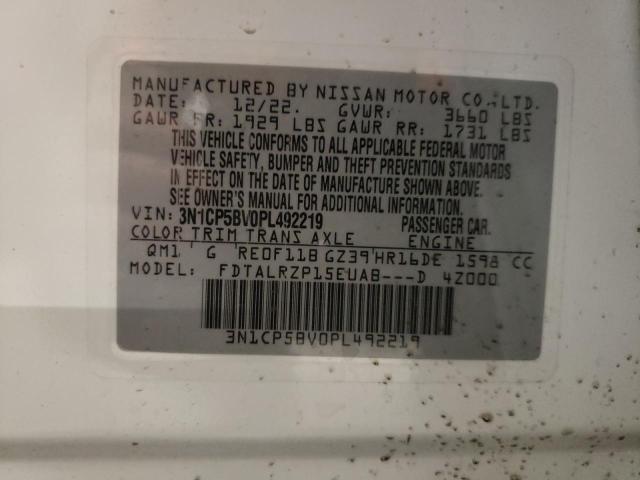 MANUFACTURED BY NISSAN MOTOR CO.,LTD.
DATE: 12/22. GVWR: 3660 LBS
GAWR FR: 1929 LBS GAWR RR: 1731 LBS
THIS VEHICLE CONFORMS TO ALL APPLICABLE FEDERAL MOTOR
VEHICLE SAFETY, BUMPER AND THEFT PREVENTION STANDARDS
IN EFFECT ON THE DATE OF MANUFACTURE SHOWN ABOVE.
SEE OWNER'S MANUAL FOR ADDITIONAL INFORMATION.
VIN: 3N1CP5BV0PL492219 PASSENGER CAR.
COLOR TRIM TRANS AXLE ENGINE
QM1 G RE0F11B GZ39 HR16DE 1598 CC
MODEL: FDTALRZP15EUAB---D 4Z000
3N1CP5BV0PL492219